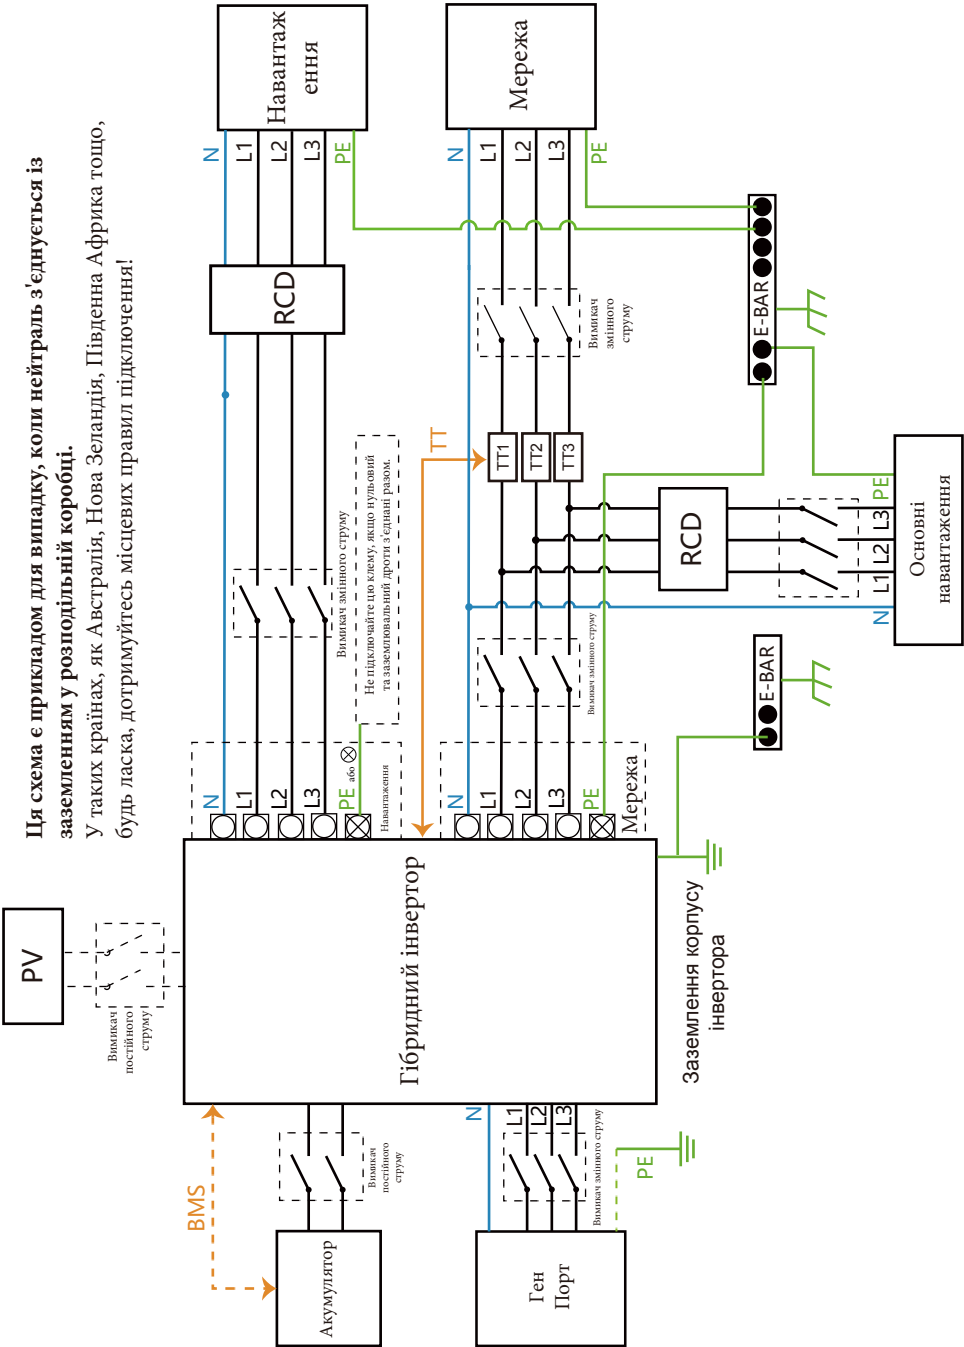 Ця схема є прикладом для випадку, коли нейтраль з'єднується із
заземленням у розподільній коробці.
У таких країнах, як Австралія, Нова Зеландія, Південна Африка тощо,
будь ласка, дотримуйтесь місцевих правил підключення!
PV
Вимикач
постійного
струму
BMS
Акумулятор
Вимикач
постійного
струму
Ген
Порт
N
L1
L2
L3
Вимикач змінного струму
PE
Гібридний інвертор
Заземлення корпусу
інвертора
N
L1
L2
L3
PE
або
Навантаження
Не підключайте цю клему, якщо нульовий
та заземлювальний дроти з'єднані разом.
Вимикач змінного струму
RCD
N
L1
L2
L3
PE
Навантаж
ення
N
L1
L2
L3
PE
Мережа
Вимикач змінного струму
TT
TT1
TT2
TT3
Вимикач
змінного
струму
N
L1
L2
L3
PE
Мережа
RCD
N
L1
L2
L3
PE
Основні
навантаження
E-BAR
E-BAR